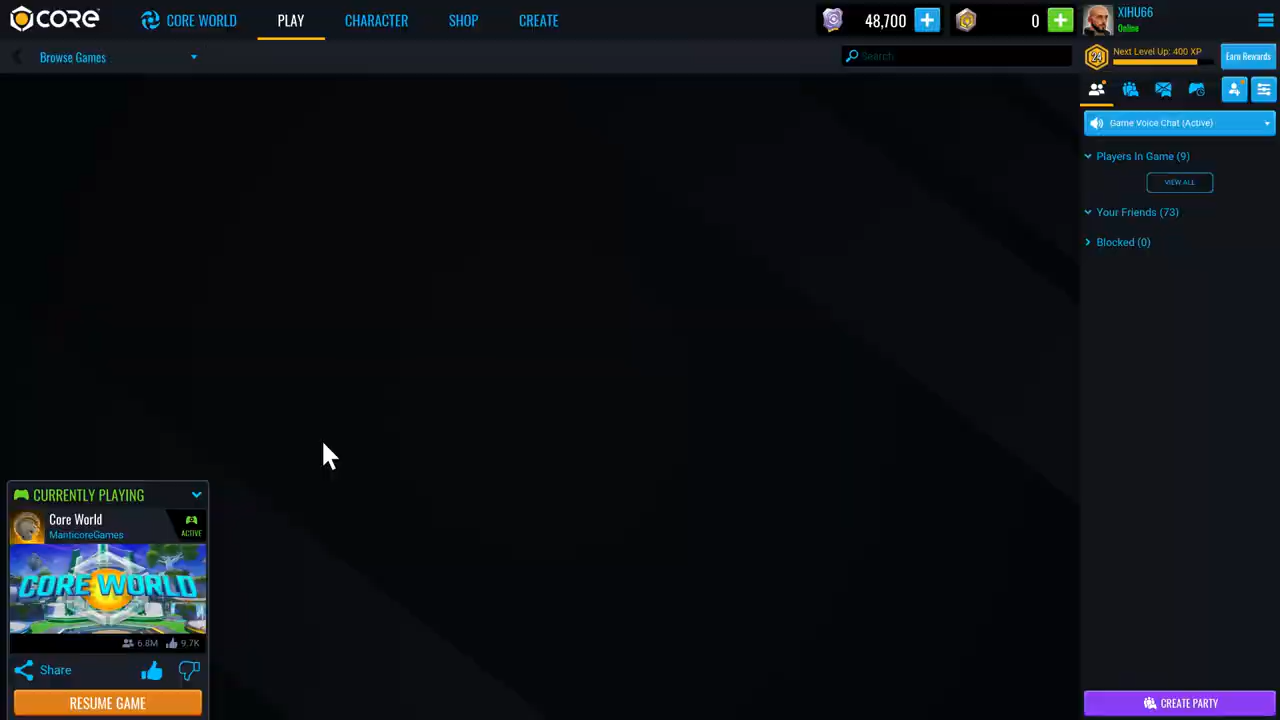 CORE
CORE WORLD
PLAY
CHARACTER
SHOP
CREATE
48,700
0
XIHU66
Online
Browse Games
Search
24
Next Level Up: 400 XP
Earn Rewards
Game Voice Chat (Active)
Players In Game (9)
VIEW ALL
Your Friends (73)
Blocked (0)
CURRENTLY PLAYING
Core World
ManticoreGames
ACTIVE
CORE WORLD
6.8M
9.7K
Share
RESUME GAME
CREATE PARTY